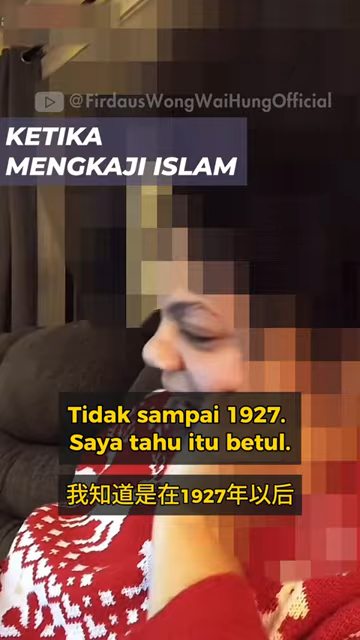 @FirdausWongWaiHungOfficial
KETIKA
MENGKAJI ISLAM
Tidak sampai 1927.
Saya tahu itu betul.
我知道是在1927年以后